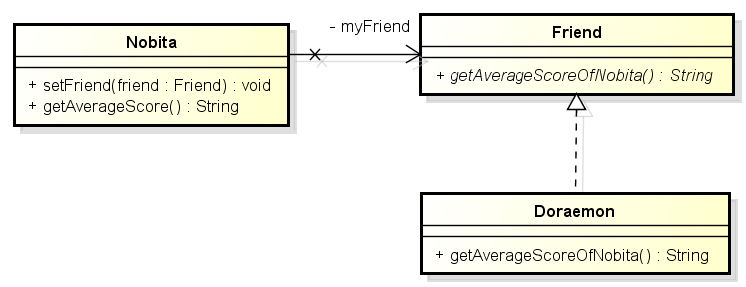 Nobita
+ setFriend(friend : Friend) : void
+ getAverageScore() : String
- myFriend
Friend
+ getAverageScoreOfNobita() : String
Doraemon
+ getAverageScoreOfNobita() : String